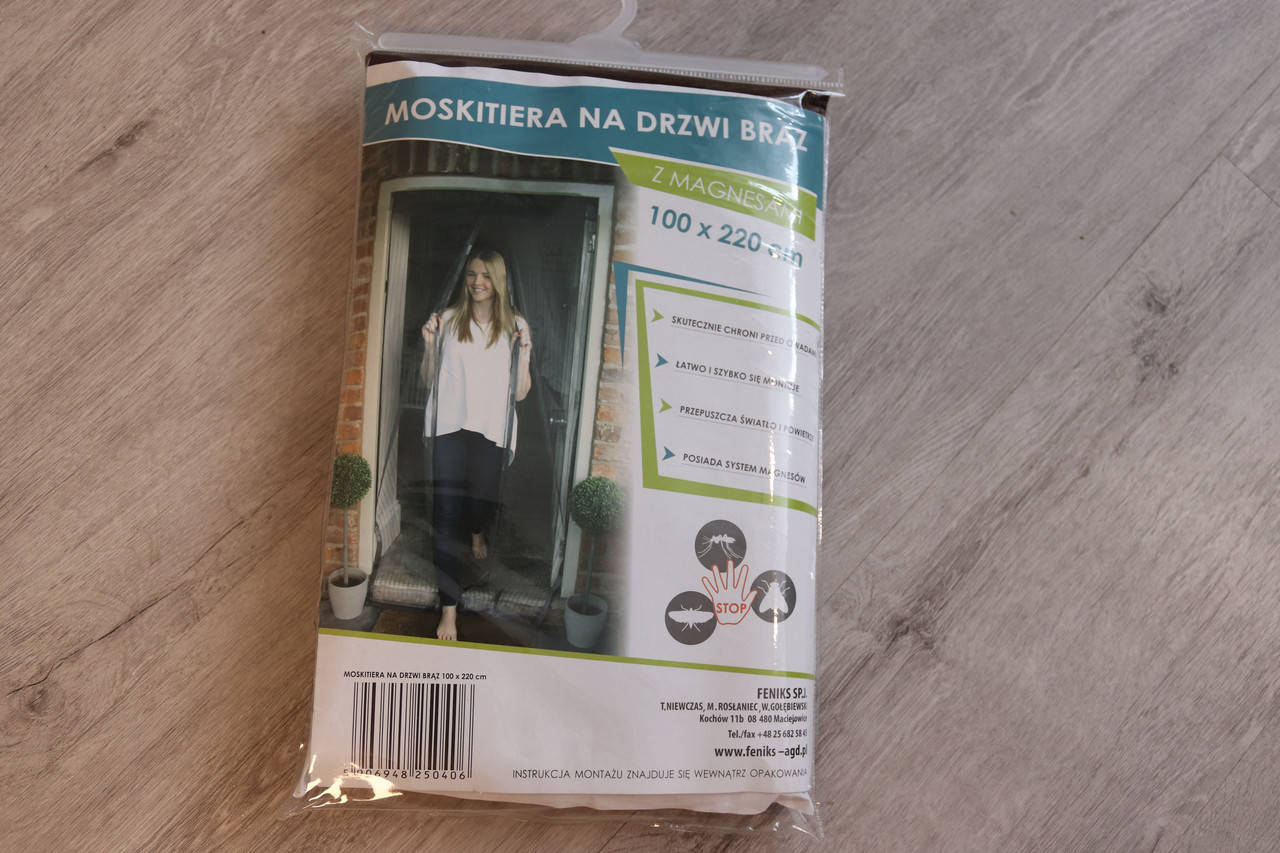 MOSKITIERA NA DRZWI BRĄZ
Z MAGNESAMI
100 x 220 cm
SKUTECZNIE CHRONI PRZED OWADAMI
ŁATWO I SZYBKO SIĘ MONTUJE
PRZEPUSZCZA ŚWIATŁO I POWIETRZE
POSIADA SYSTEM MAGNESÓW
STOP
MOSKITIERA NA DRZWI BRĄZ 100 x 220 cm
5 906948 250406
FENIKS SP.J.
T.NIEWCZAS, M. ROSŁANIEC, W.GOŁĘBIEWSKI
Kochów 11b 08 480 Maciejowice
Tel./fax +48 25 682 58 45
www.feniks –agd.pl
INSTRUKCJA MONTAŻU ZNAJDUJE SIĘ WEWNĄTRZ OPAKOWANIA